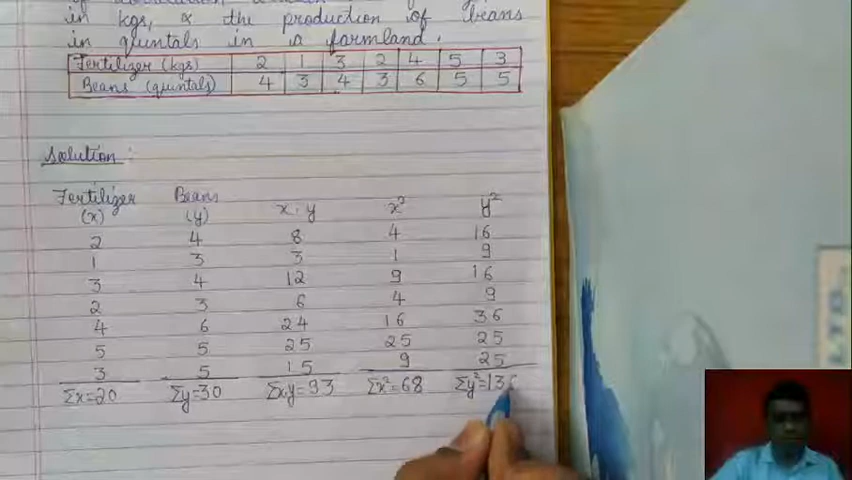 in kgs, & the production of beans
in quintals in a farmland.
Fertilizer (kgs) 2 1 3 2 4 5 3
Beans (quintals) 4 3 4 3 6 5 5
Solution :
Fertilizer Beans
(x) (y) x.y x² y²
2 4 8 4 16
1 3 3 1 9
3 4 12 9 16
2 3 6 4 9
4 6 24 16 36
5 5 25 25 25
3 5 15 9 25
Σx=20 Σy=30 Σxy=93 Σx²=68 Σy²=136
LTD.